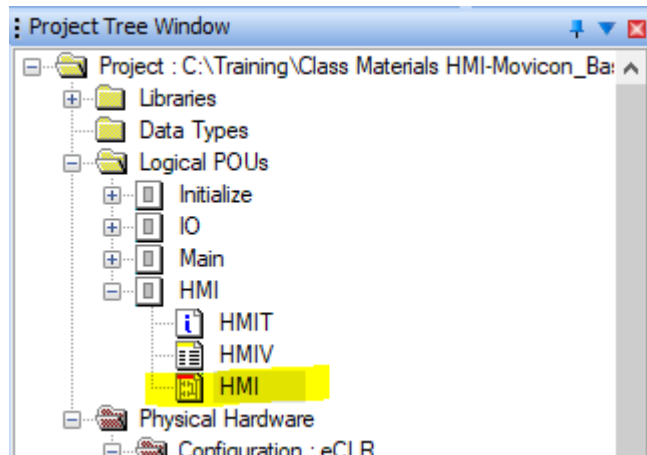 Project Tree Window
Project : C:\Training\Class Materials HMI-Movicon_Ba
Libraries
Data Types
Logical POUs
Initialize
IO
Main
HMI
HMIT
HMIV
HMI
Physical Hardware
Configuration : eCLR